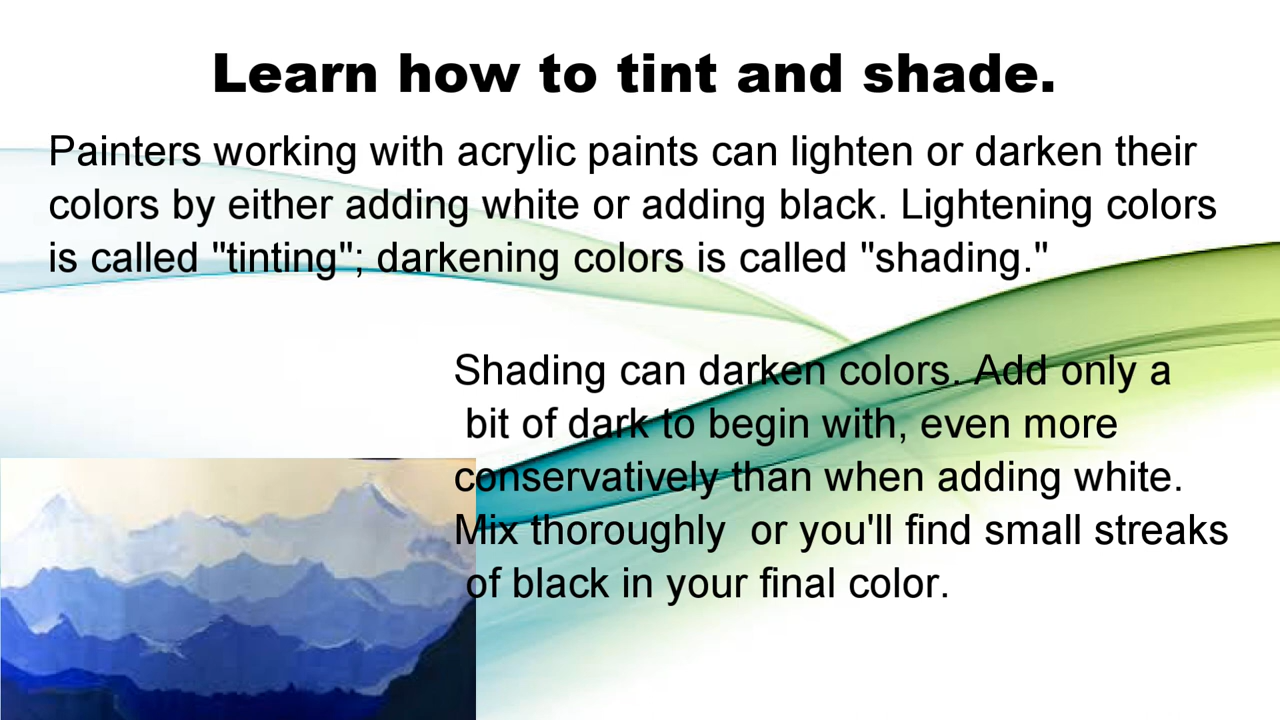 Learn how to tint and shade.
Painters working with acrylic paints can lighten or darken their
colors by either adding white or adding black. Lightening colors
is called "tinting"; darkening colors is called "shading."
Shading can darken colors. Add only a
bit of dark to begin with, even more
conservatively than when adding white.
Mix thoroughly  or you'll find small streaks
of black in your final color.